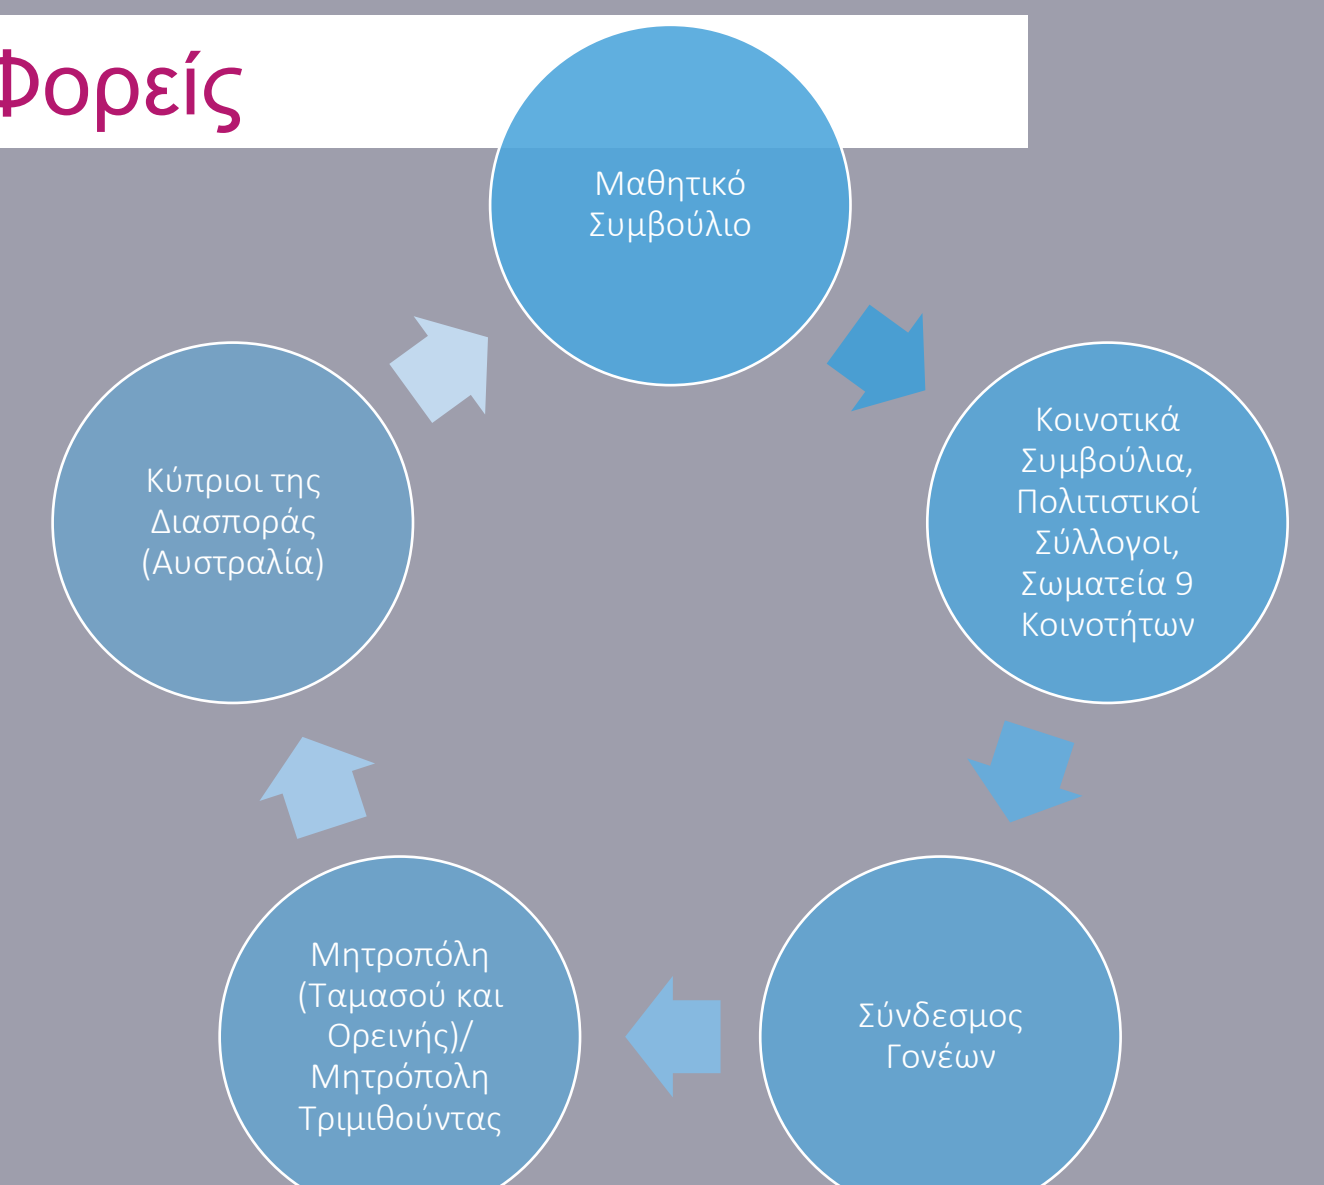 Φορείς
Μαθητικό
Συμβούλιο
Κοινοτικά
Συμβούλια,
Πολιτιστικοί
Σύλλογοι,
Σωματεία 9
Κοινοτήτων
Σύνδεσμος
Γονέων
Μητροπόλη
(Ταμασού και
Ορεινής)/
Μητρόπολη
Τριμιθούντας
Κύπριοι της
Διασποράς
(Αυστραλία)